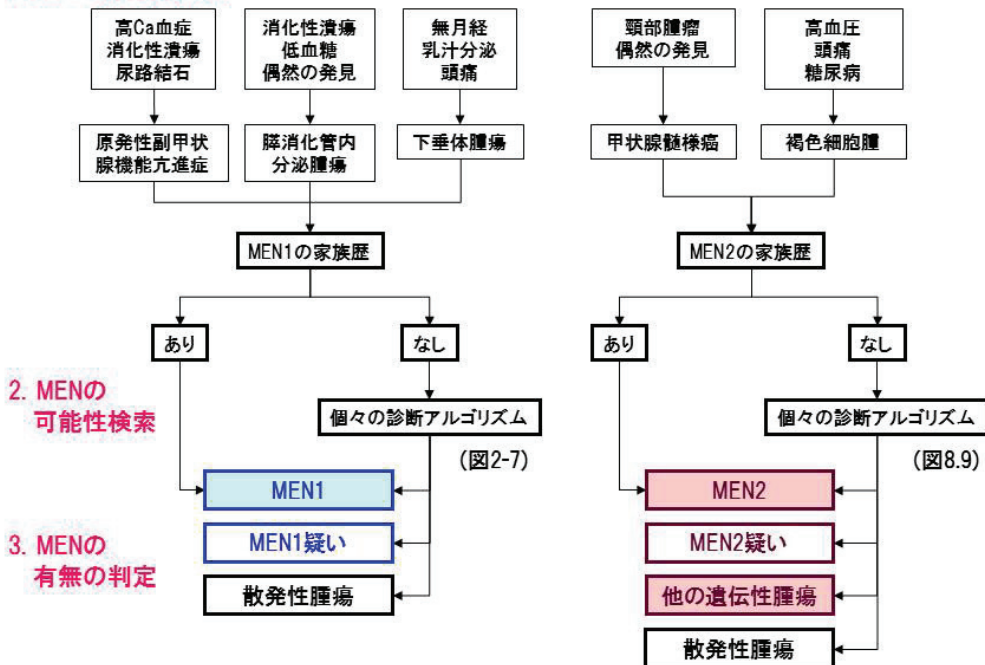 高Ca血症
消化性潰瘍
尿路結石
消化性潰瘍
低血糖
偶然の発見
無月経
乳汁分泌
頭痛
頸部腫瘤
偶然の発見
高血圧
頭痛
糖尿病
原発性副甲状
腺機能亢進症
膵消化管内
分泌腫瘍
下垂体腫瘍
甲状腺髄様癌
褐色細胞腫
MEN1の家族歴
MEN2の家族歴
あり
なし
あり
なし
2. MENの
可能性検索
個々の診断アルゴリズム
(図2-7)
個々の診断アルゴリズム
(図8.9)
MEN1
MEN2
3. MENの
有無の判定
MEN1疑い
MEN2疑い
散発性腫瘍
他の遺伝性腫瘍
散発性腫瘍